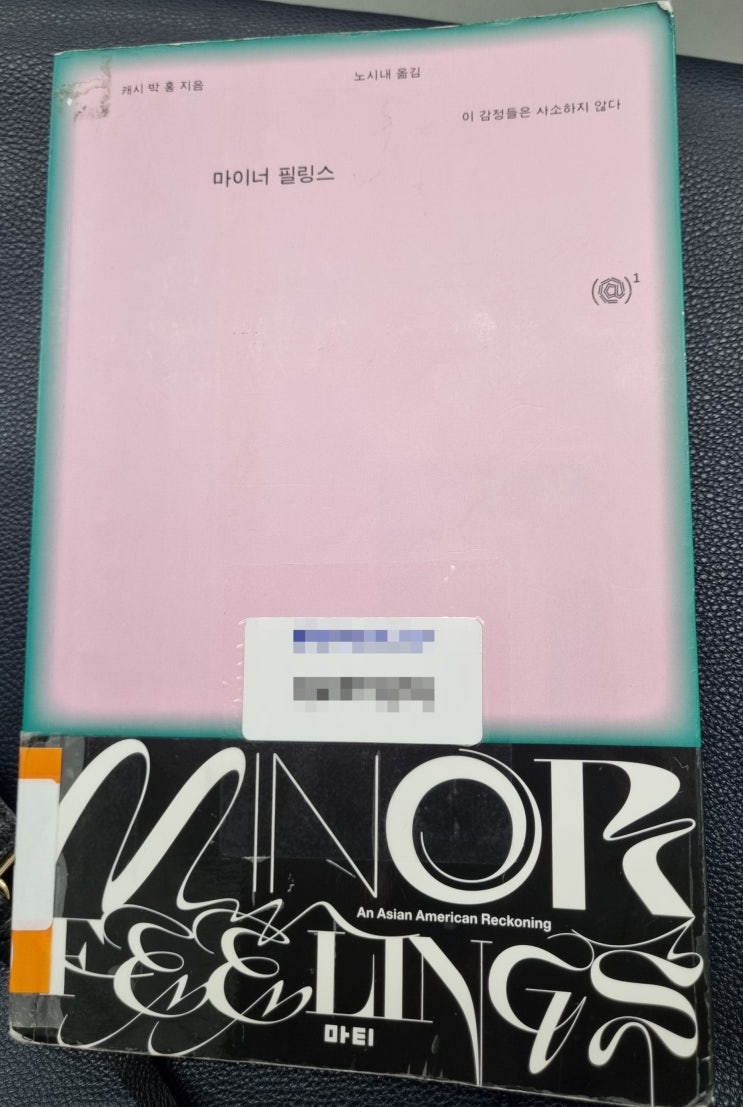 캐시 박 홍 지음
노시내 옮김
이 감정들은 사소하지 않다
마이너 필링스
(@)1
MINOR
An Asian American Reckoning
FEELINGS
마티